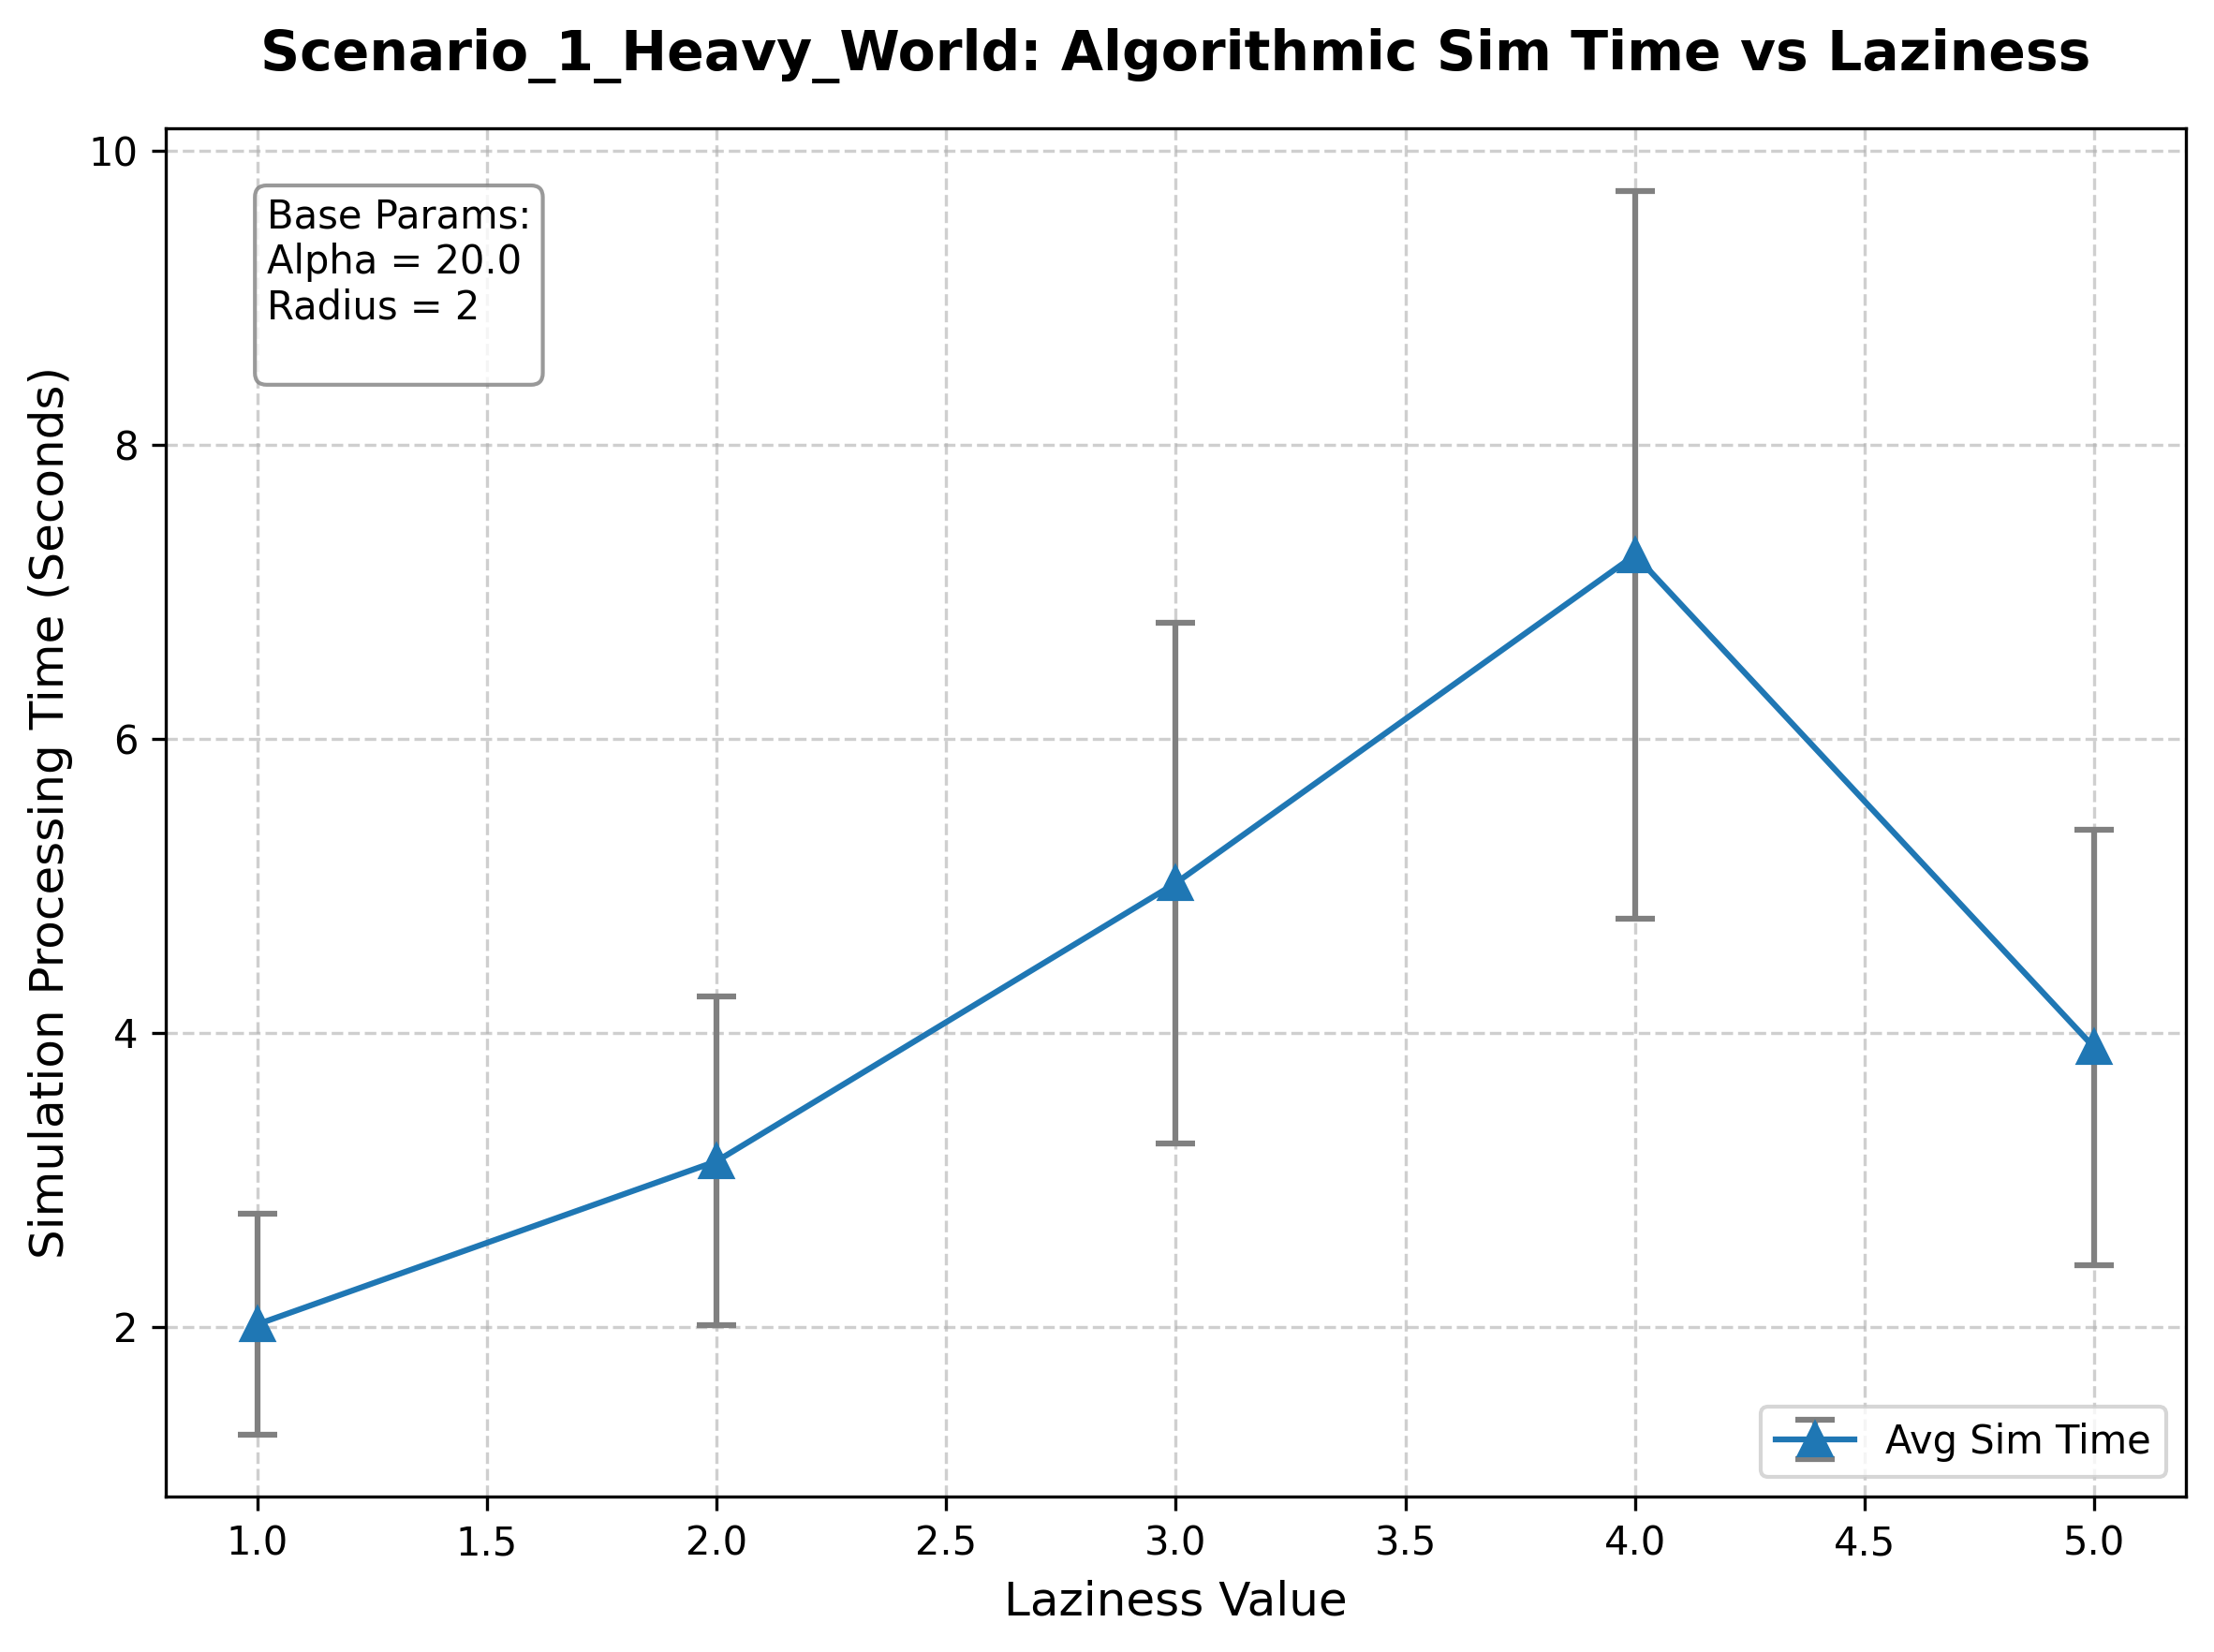 Scenario_1_Heavy_World: Algorithmic Sim Time vs Laziness
10
8
6
4
2
Simulation Processing Time (Seconds)
Base Params:
Alpha = 20.0
Radius = 2
Avg Sim Time
1.0 1.5 2.0 2.5 3.0 3.5 4.0 4.5 5.0
Laziness Value